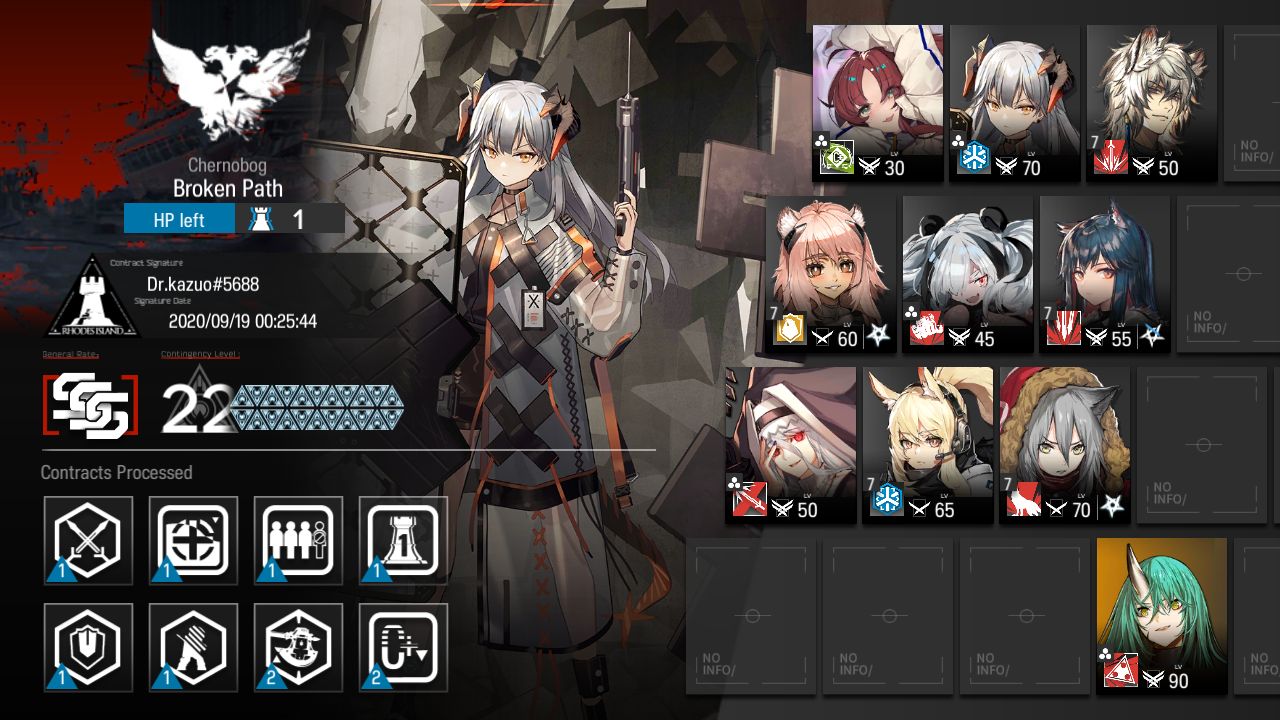 Chernobog
Broken Path
HP left 1
Contract Signature
Dr.kazuo#5688
Signature Date
2020/09/19 00:25:44
RHODES ISLAND
General Rate:
Contingency Level:
SSS
22
Contracts Processed
1 1 1 1 1
1 1 2 2
LV 30
7 LV 70
7 LV 50
NO INFO/
7 LV 60
LV 45
7 LV 55
NO INFO/
LV 50
7 LV 65
7 LV 70
NO INFO/
NO INFO/
NO INFO/
NO INFO/
LV 90
NO INFO/